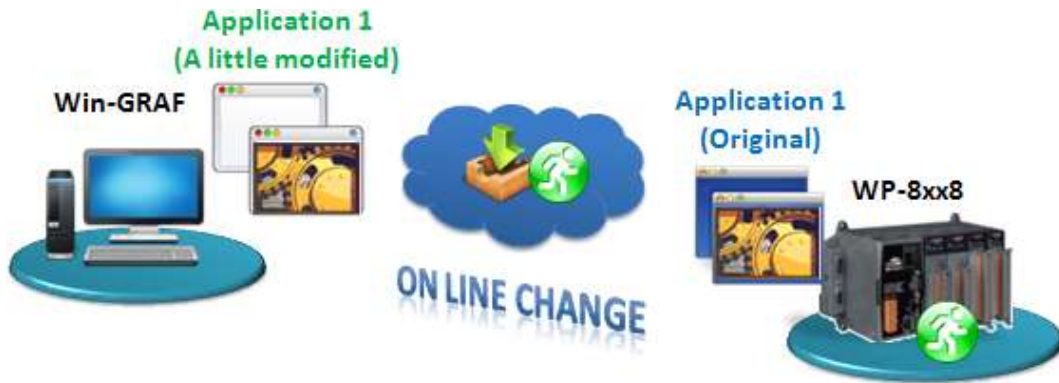 Application 1
(A little modified)
Win-GRAF
Application 1
(Original)
WP-8xx8
ON LINE CHANGE